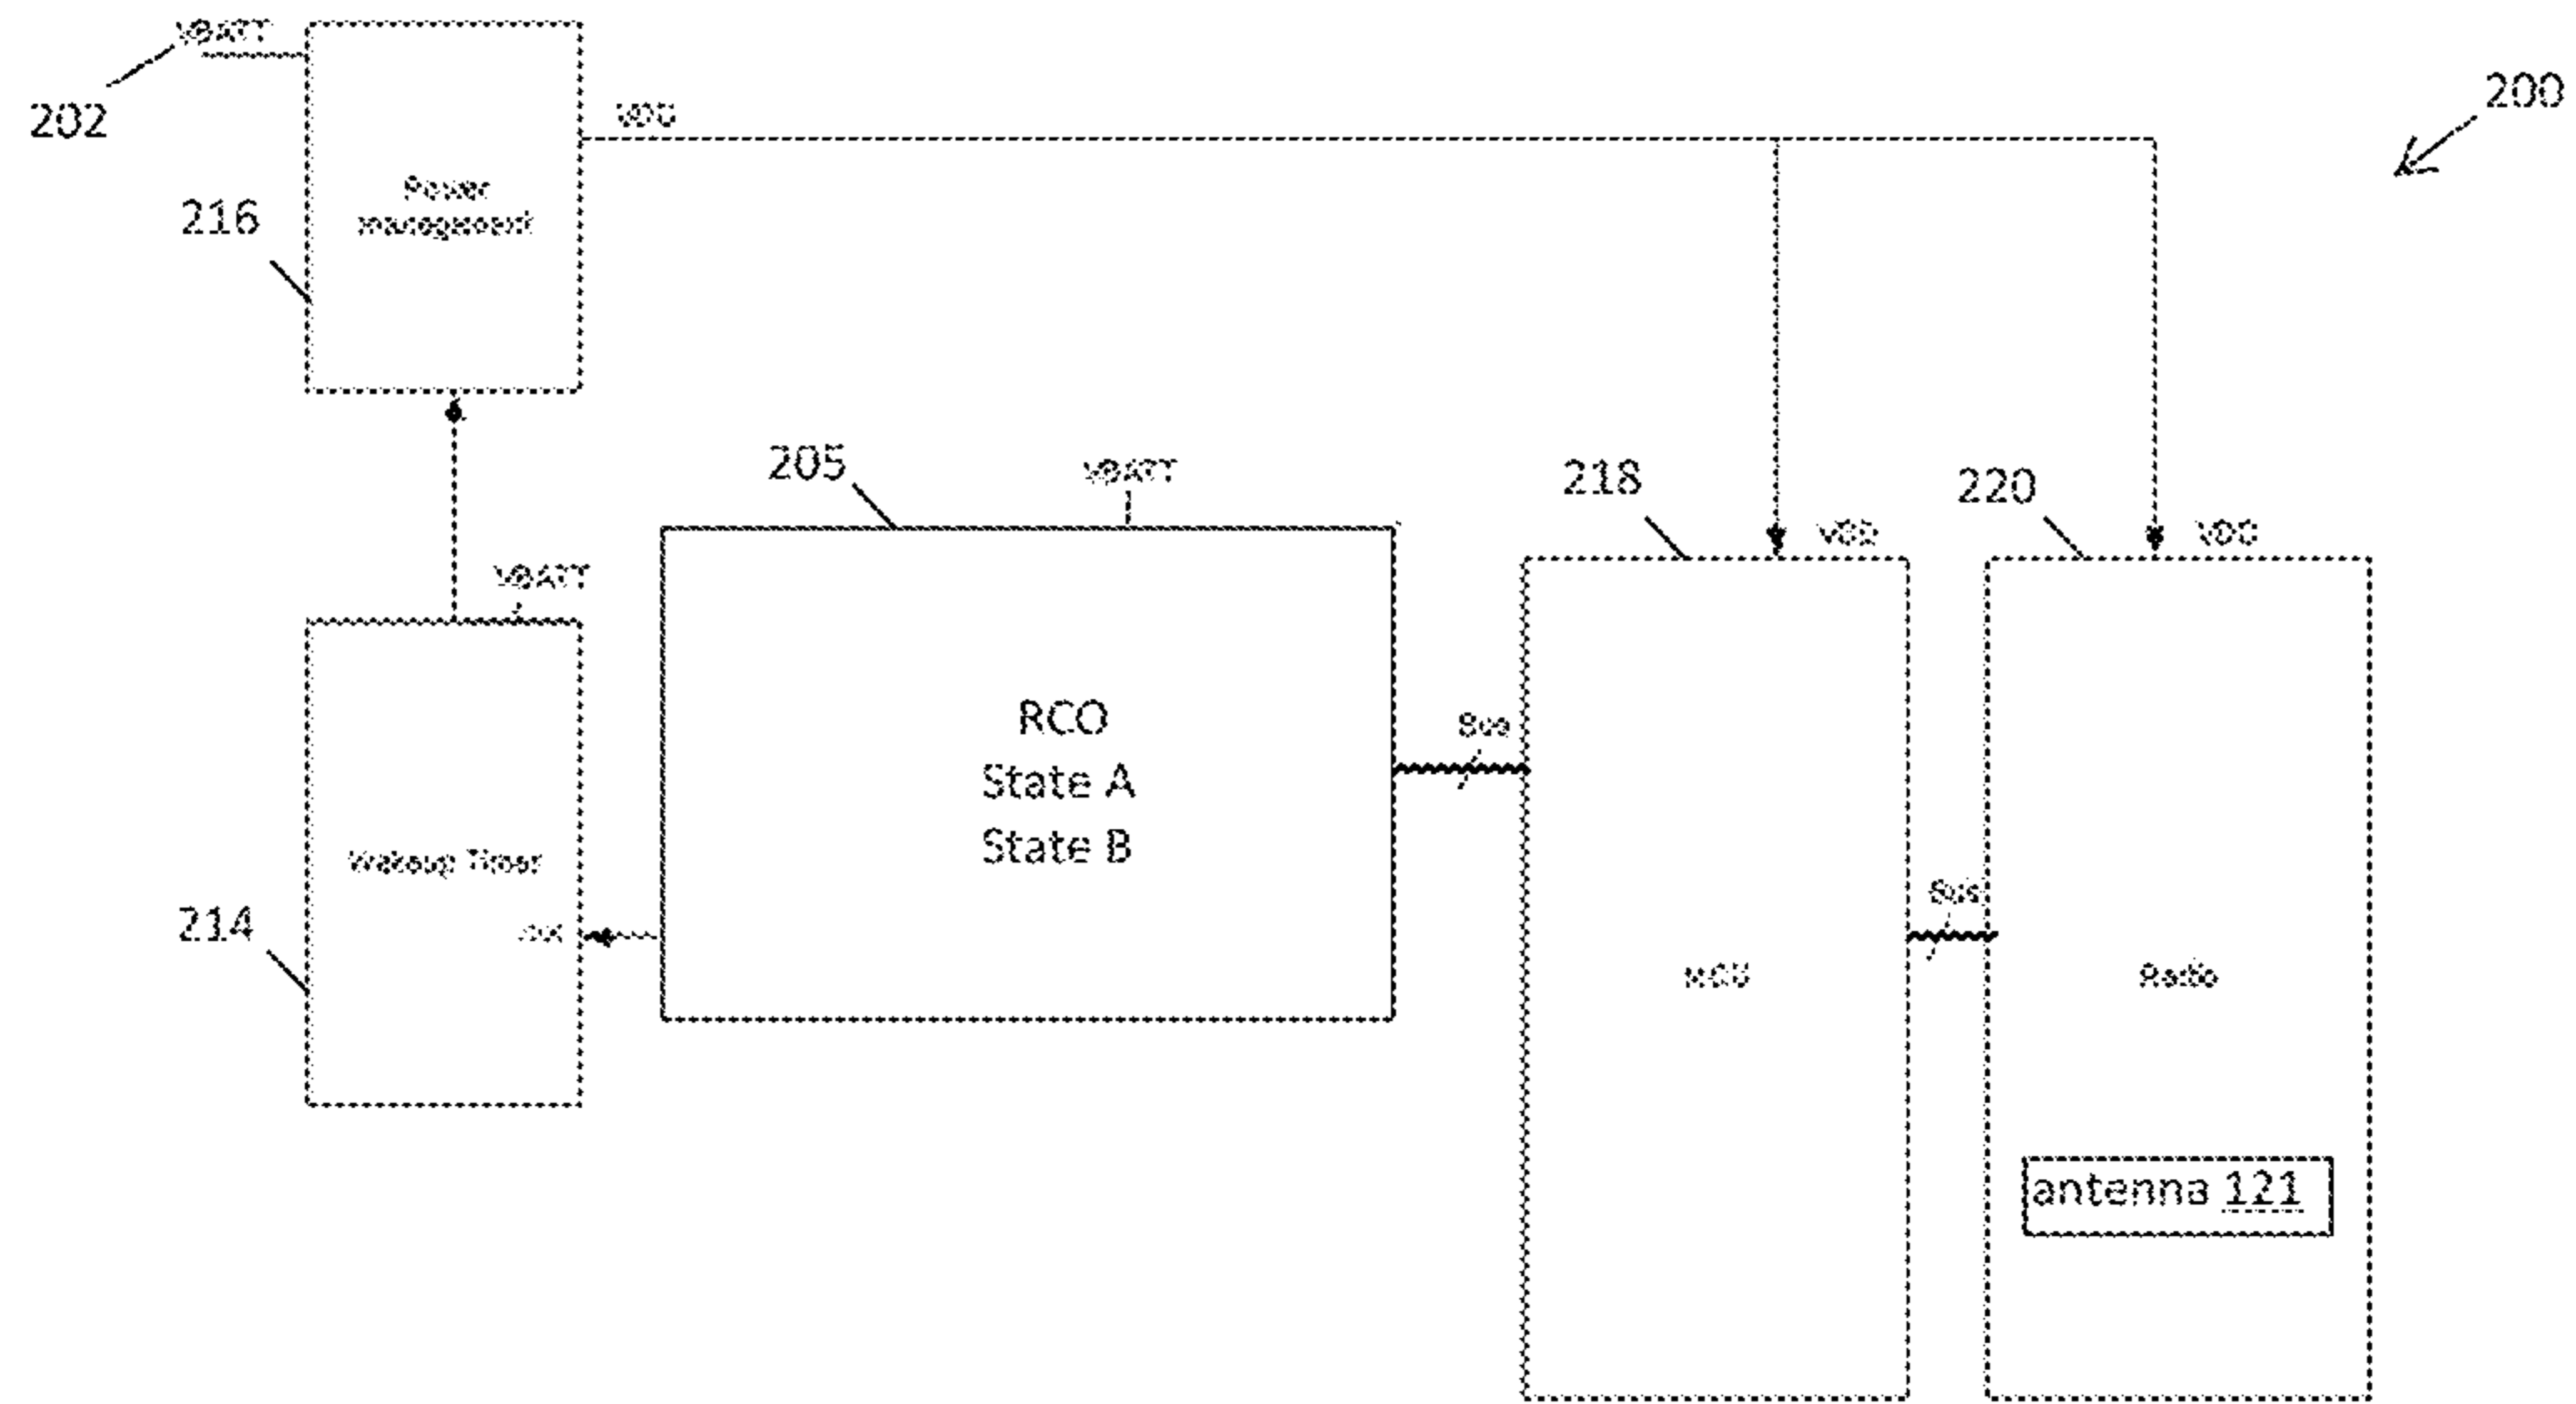 VBATT
202
200
VDD
Power
management
216
205
VBATT
218
220
VDD
VDD
VBATT
RCO
State A
State B
Bus
Wakeup Timer
Bus
214
MCU
Radio
antenna 121